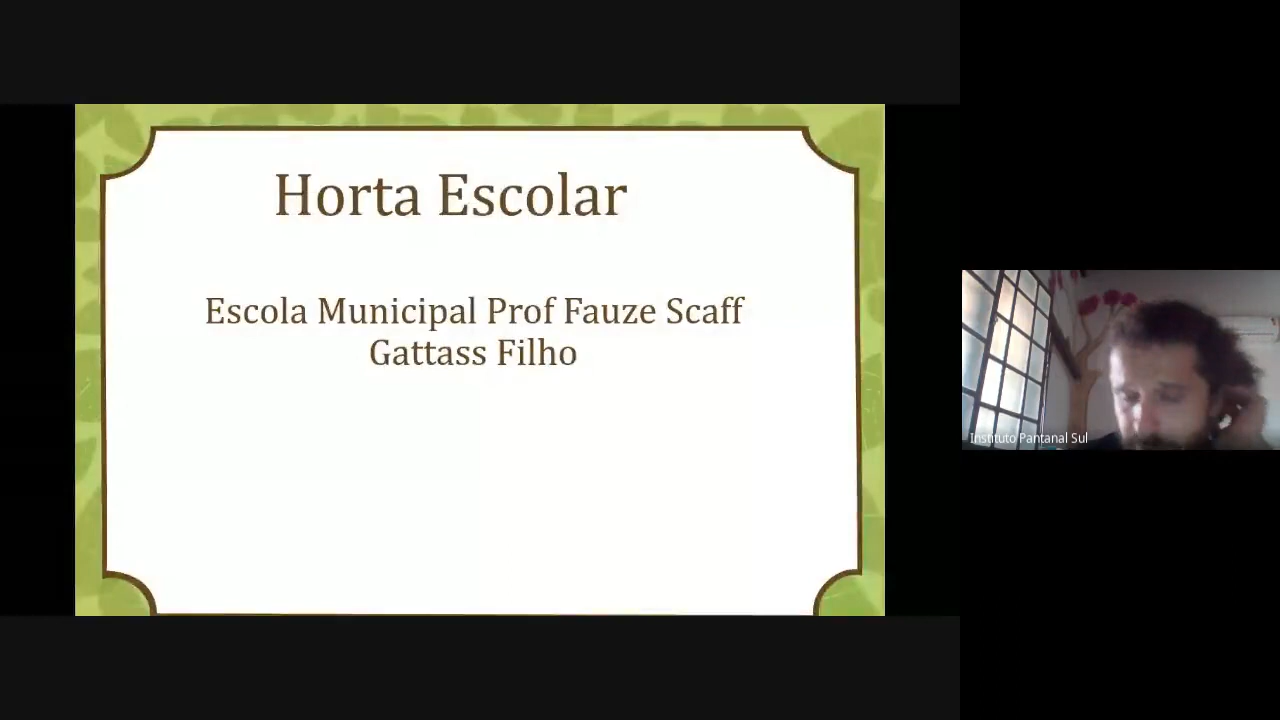 Horta Escolar
Escola Municipal Prof Fauze Scaff
Gattass Filho
Instituto Pantanal Sul